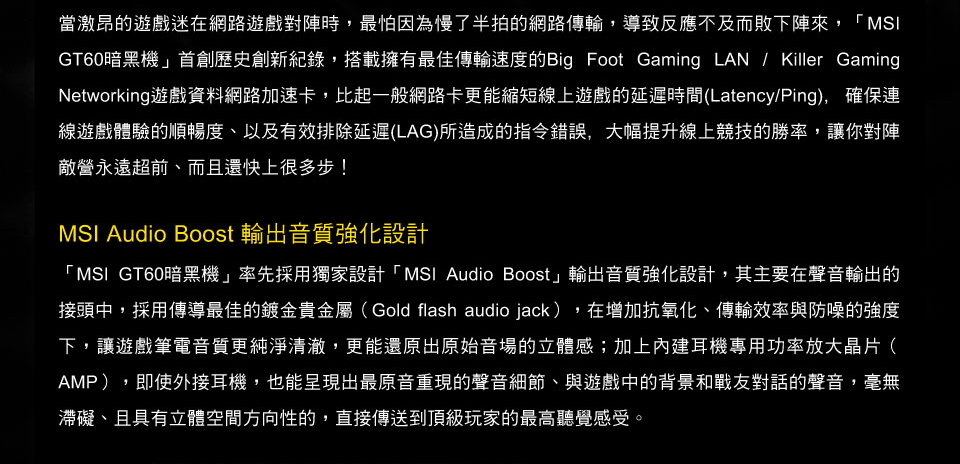 當激昂的遊戲迷在網路遊戲對陣時，最怕因為慢了半拍的網路傳輸，導致反應不及而敗下陣來，「MSI
GT60暗黑機」首創歷史創新紀錄，搭載擁有最佳傳輸速度的Big Foot Gaming LAN / Killer Gaming
Networking遊戲資料網路加速卡，比起一般網路卡更能縮短線上遊戲的延遲時間(Latency/Ping), 確保連
線遊戲體驗的順暢度、以及有效排除延遲(LAG)所造成的指令錯誤, 大幅提升線上競技的勝率，讓你對陣
敵營永遠超前、而且還快上很多步！
MSI Audio Boost 輸出音質強化設計
「MSI GT60暗黑機」率先採用獨家設計「MSI Audio Boost」輸出音質強化設計，其主要在聲音輸出的
接頭中，採用傳導最佳的鍍金貴金屬（Gold flash audio jack），在增加抗氧化、傳輸效率與防噪的強度
下，讓遊戲筆電音質更純淨清澈，更能還原出原始音場的立體感；加上內建耳機專用功率放大晶片（
AMP），即使外接耳機，也能呈現出最原音重現的聲音細節、與遊戲中的背景和戰友對話的聲音，毫無
滯礙、且具有立體空間方向性的，直接傳送到頂級玩家的最高聽覺感受。